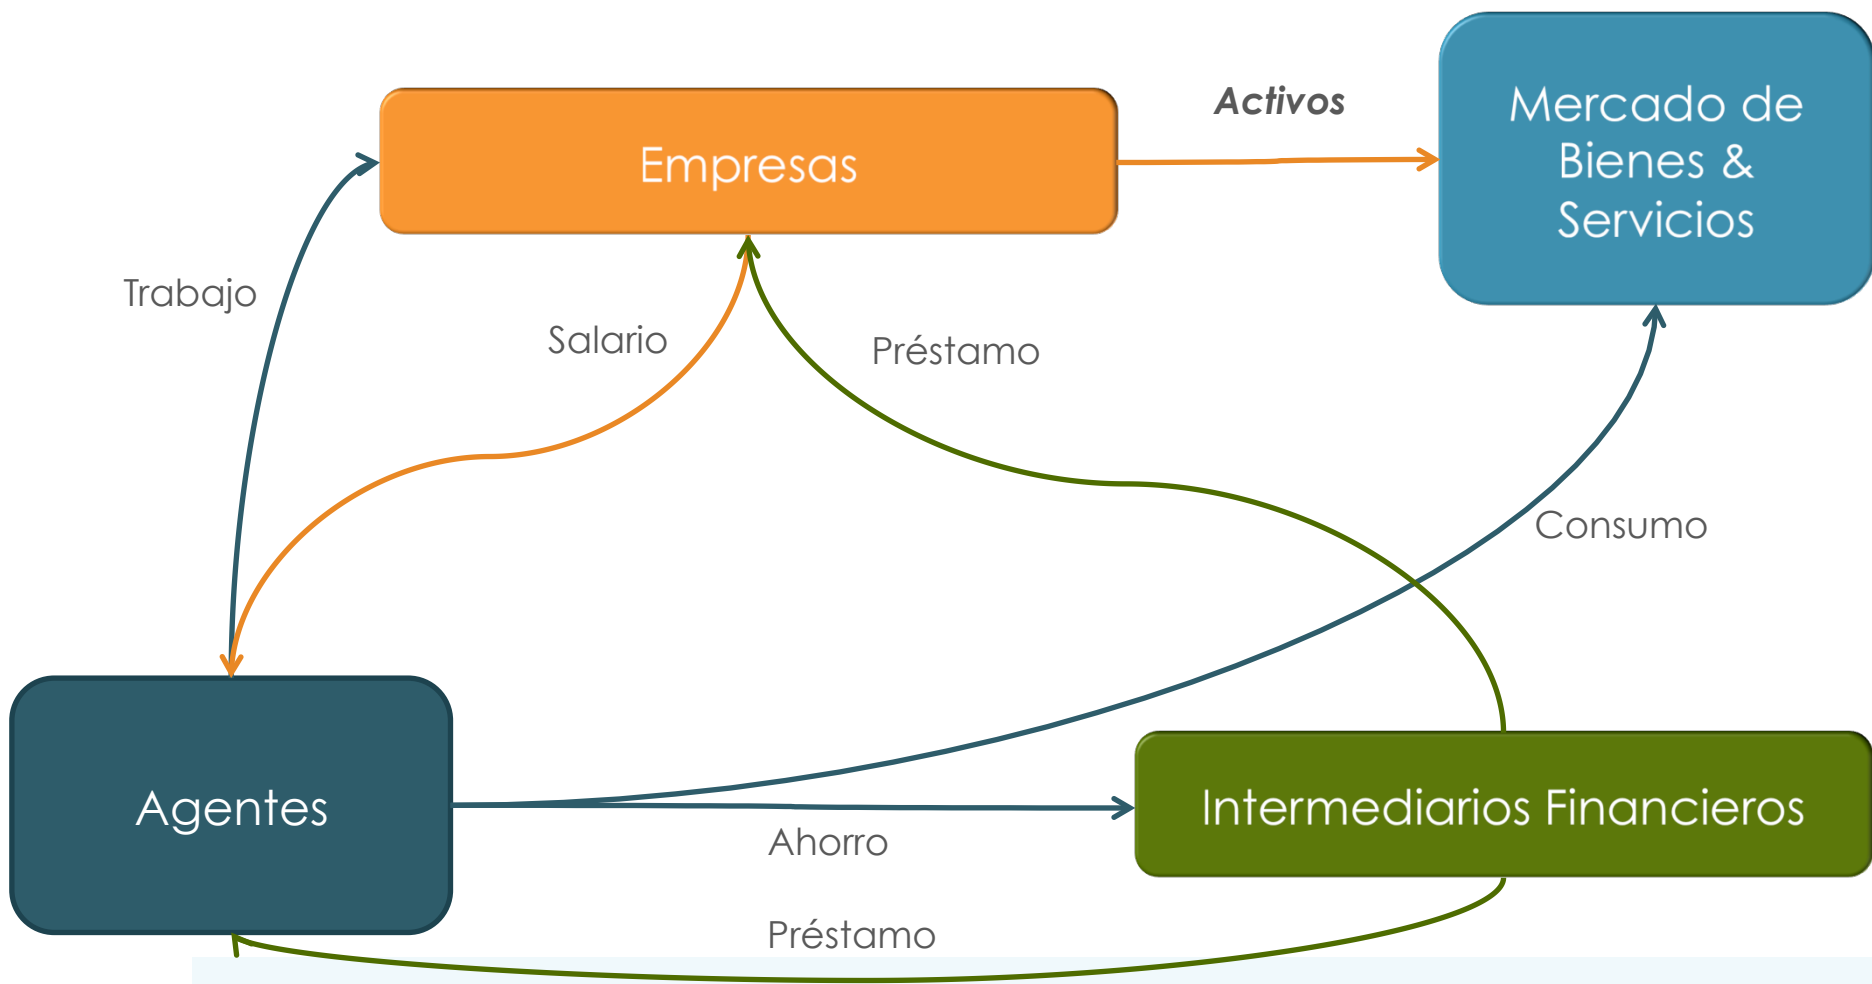 Activos
Mercado de
Bienes &
Servicios
Empresas
Trabajo
Salario
Préstamo
Consumo
Agentes
Intermediarios Financieros
Ahorro
Préstamo